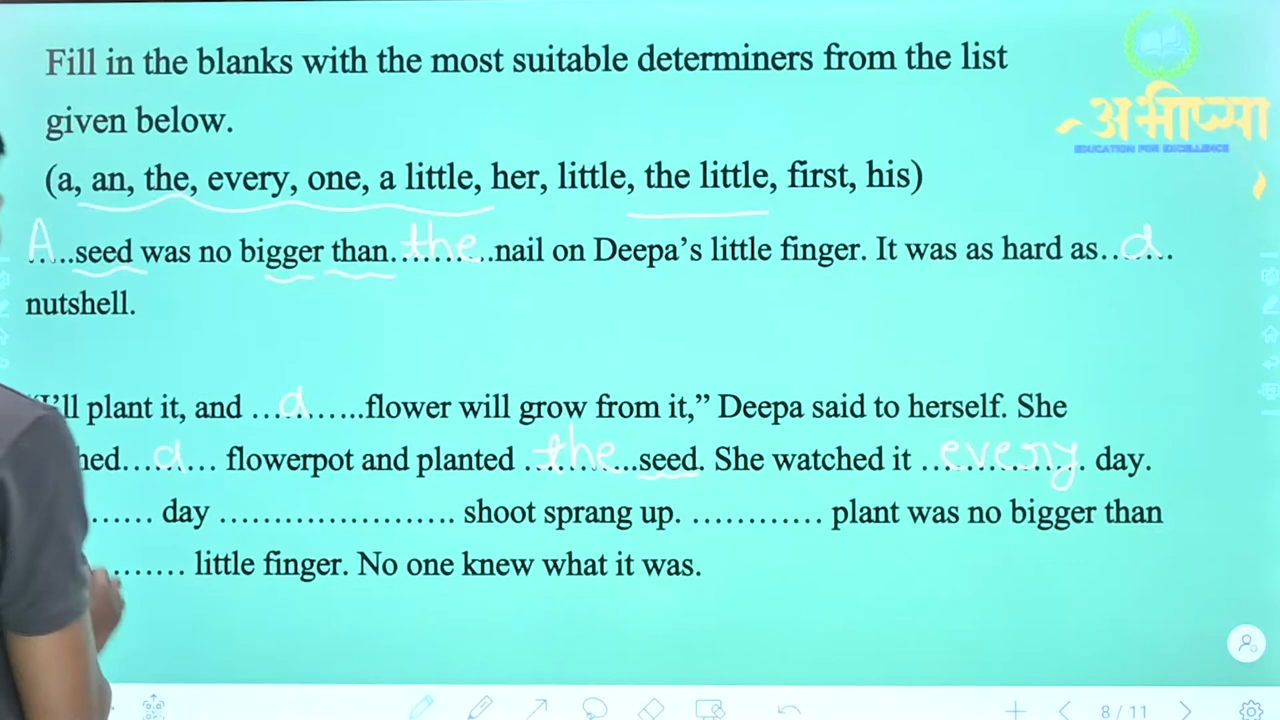 Fill in the blanks with the most suitable determiners from the list
given below.
(a, an, the, every, one, a little, her, little, the little, first, his)
A.....seed was no bigger than.the.nail on Deepa's little finger. It was as hard as..a...
nutshell.
I'll plant it, and ...a.....flower will grow from it," Deepa said to herself. She
...a... flowerpot and planted ...the...seed. She watched it ...every... day.
...... day ..................... shoot sprang up. ............ plant was no bigger than
........ little finger. No one knew what it was.
अभीप्सा
EDUCATION FOR EXCELLENCE
8 / 11